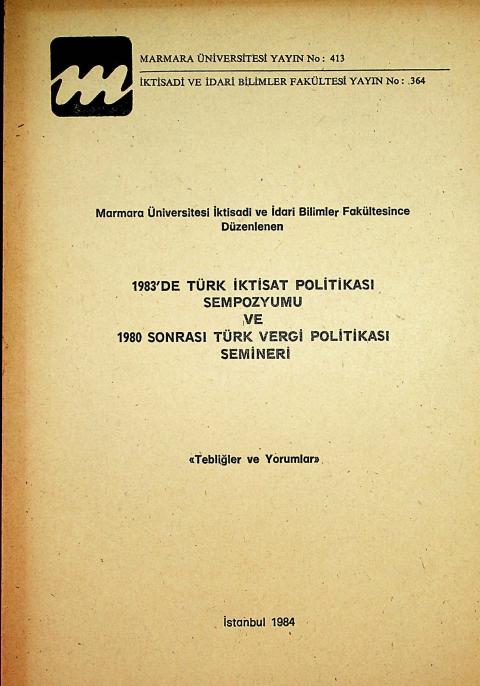 MARMARA ÜNİVERSİTESİ YAYIN No: 413
İKTİSADİ VE İDARİ BİLİMLER FAKÜLTESİ YAYIN No: 364
Marmara Üniversitesi İktisadi ve İdari Bilimler Fakültesince
Düzenlenen
1983'DE TÜRK İKTİSAT POLİTİKASI
SEMPOZYUMU
VE
1980 SONRASI TÜRK VERGİ POLİTİKASI
SEMİNERİ
«Tebliğler ve Yorumlar»
İstanbul 1984